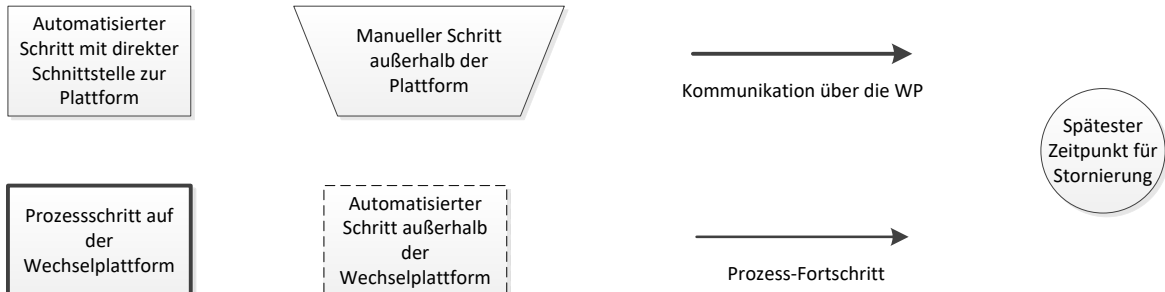 Automatisierter
Schritt mit direkter
Schnittstelle zur
Plattform
Manueller Schritt
außerhalb der
Plattform
Kommunikation über die WP
Spätester
Zeitpunkt für
Stornierung
Prozessschritt auf
der
Wechselplattform
Automatisierter
Schritt außerhalb
der
Wechselplattform
Prozess-Fortschritt